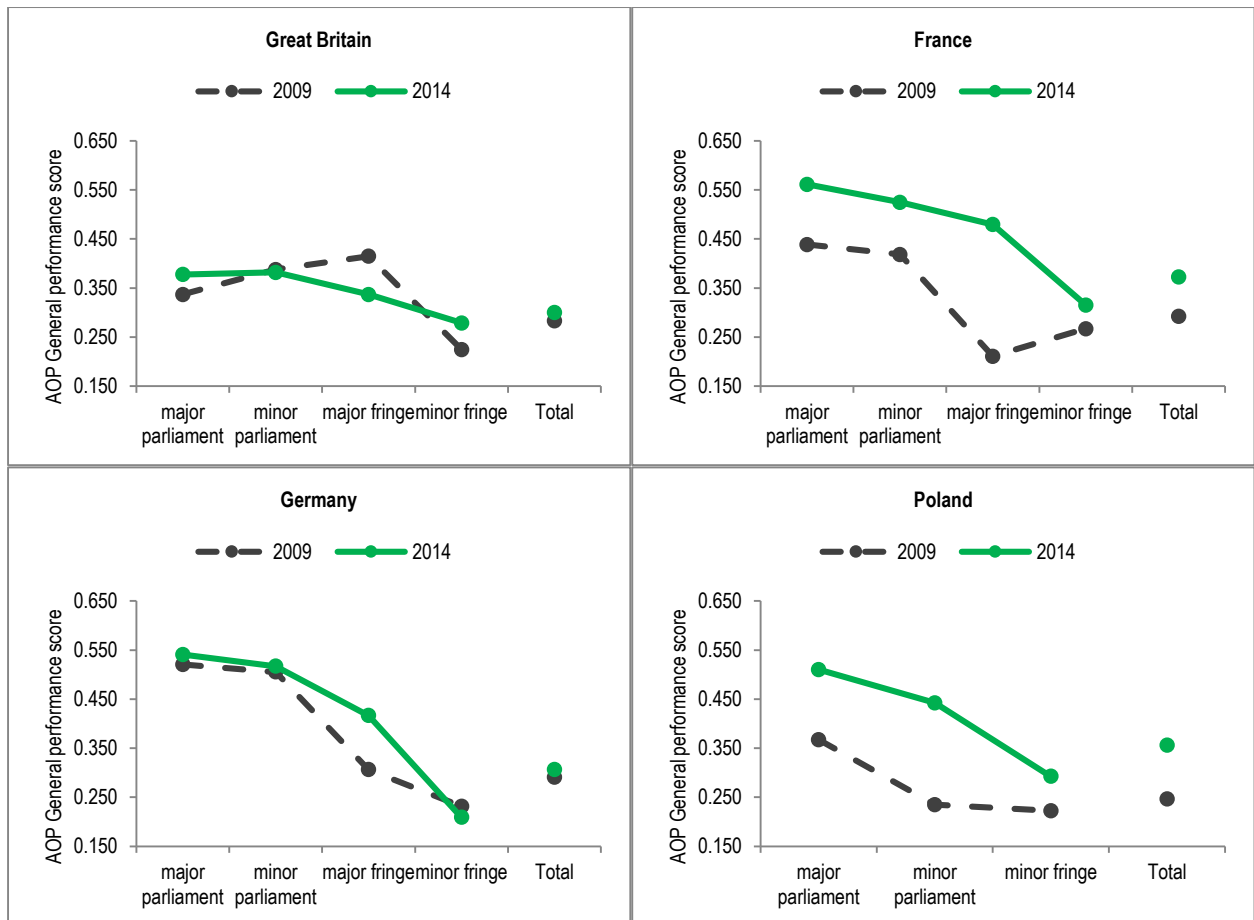 Great Britain
2009 2014
AOP General performance score
0.650
0.550
0.450
0.350
0.250
0.150
major parliament
minor parliament
major fringe
minor fringe
Total
France
2009 2014
AOP General performance score
0.650
0.550
0.450
0.350
0.250
0.150
major parliament
minor parliament
major fringe
minor fringe
Total
Germany
2009 2014
AOP General performance score
0.650
0.550
0.450
0.350
0.250
0.150
major parliament
minor parliament
major fringe
minor fringe
Total
Poland
2009 2014
AOP General performance score
0.650
0.550
0.450
0.350
0.250
0.150
major parliament
minor parliament
minor fringe
Total